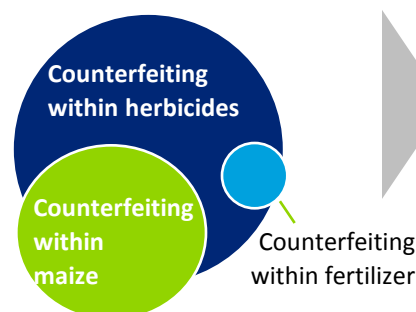 Counterfeiting
within herbicides
Counterfeiting
within
maize
Counterfeiting
within fertilizer